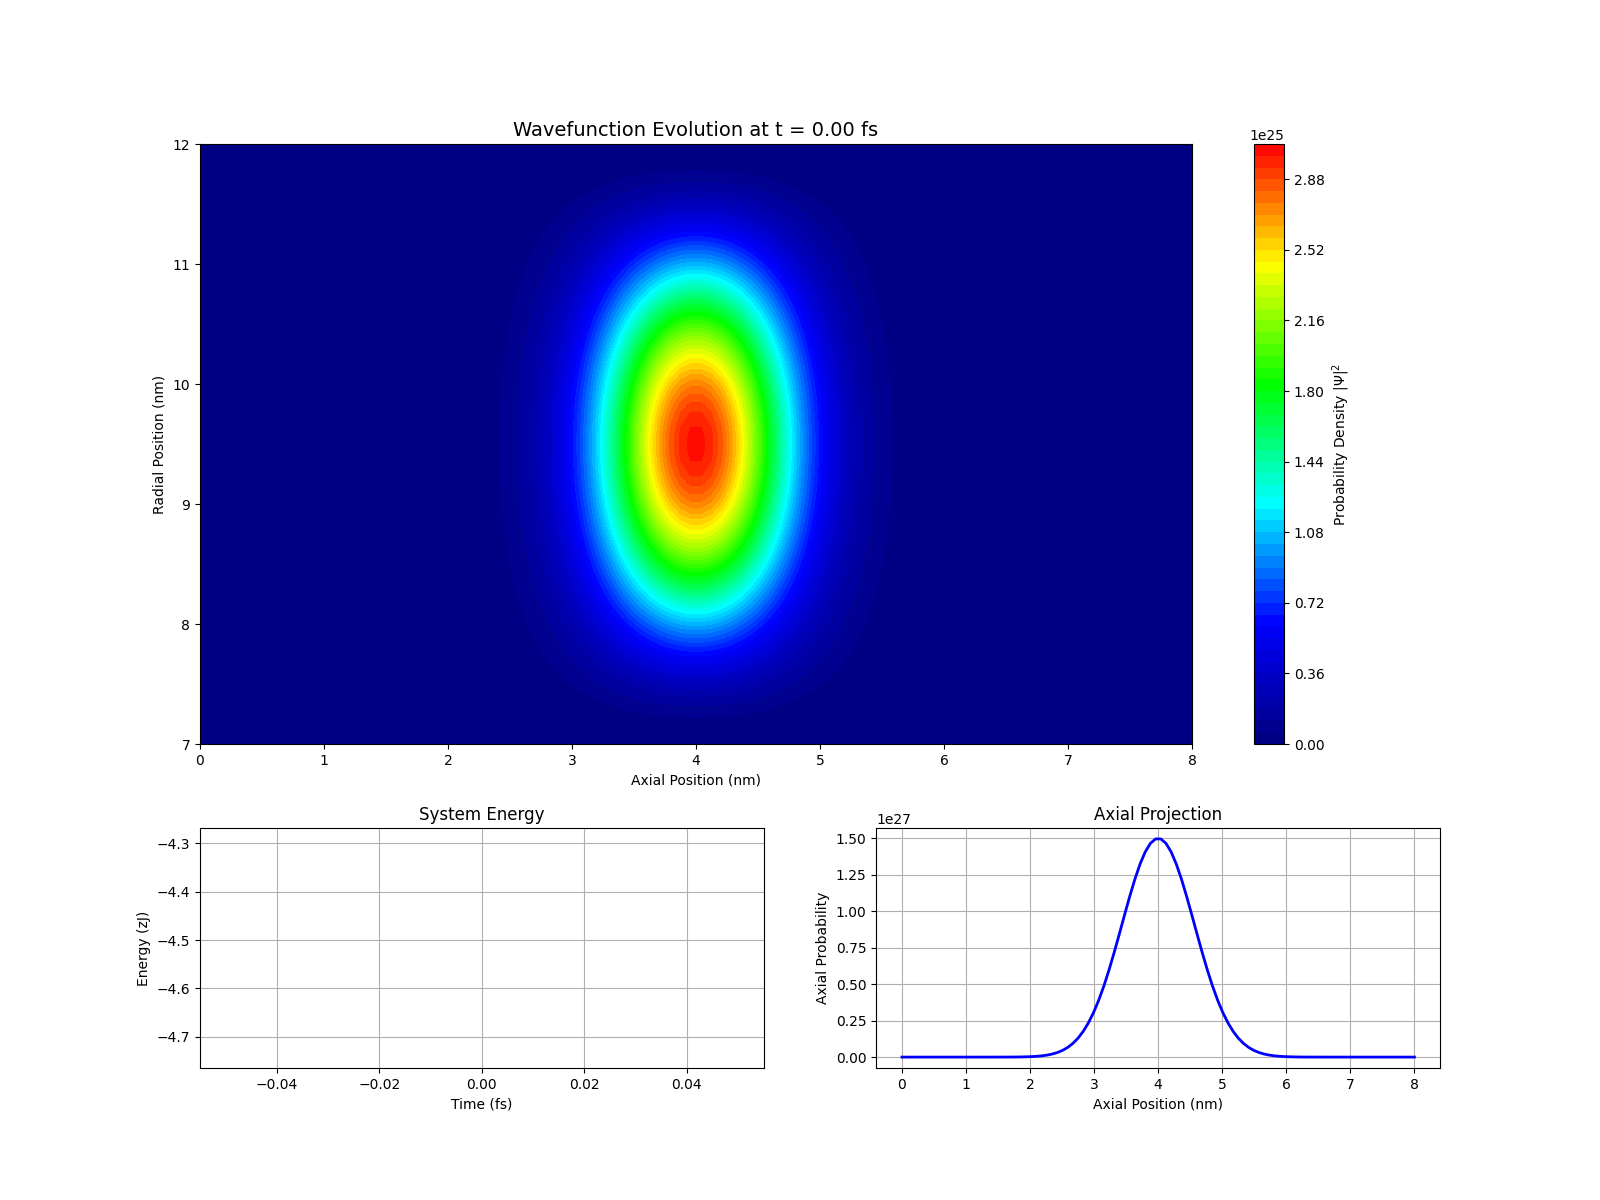 Wavefunction Evolution at t = 0.00 fs
1e25
12
11
10
9
8
7
Radial Position (nm)
0 1 2 3 4 5 6 7 8
Axial Position (nm)
2.88
2.52
2.16
1.80
1.44
1.08
0.72
0.36
0.00
Probability Density |Ψ|²
System Energy
−4.3
−4.4
−4.5
−4.6
−4.7
Energy (zJ)
−0.04 −0.02 0.00 0.02 0.04
Time (fs)
Axial Projection
1e27
1.50
1.25
1.00
0.75
0.50
0.25
0.00
Axial Probability
0 1 2 3 4 5 6 7 8
Axial Position (nm)